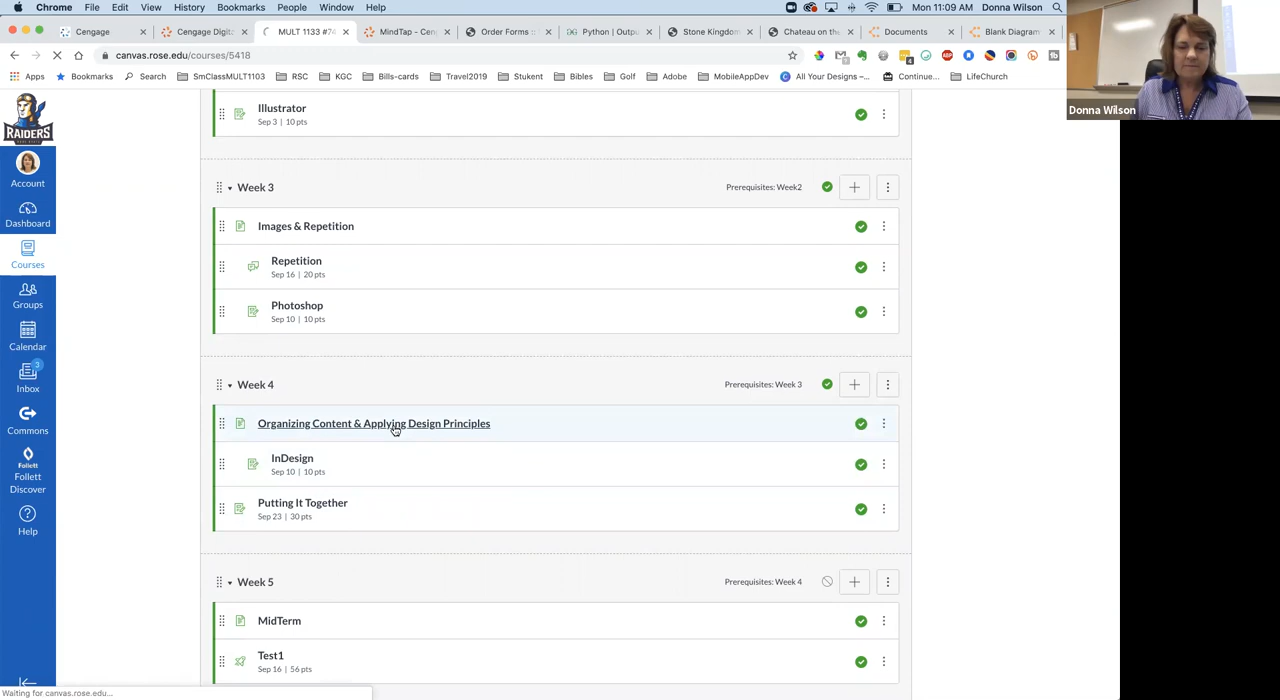 Chrome File Edit View History Bookmarks People Window Help Mon 11:09 AM Donna Wilson
Cengage Cengage Digit MULT 1133 #74 MindTap - Cen Order Forms :: Python | Outpu Stone Kingdom Chateau on the Documents Blank Diagram
canvas.rose.edu/courses/5418
Apps Bookmarks Search SmClassMULT1103 RSC KGC Bills-cards Travel2019 Stukent Bibles Golf Adobe MobileAppDev All Your Designs –... Continue... LifeChurch
Donna Wilson
RAIDERS
Account
Dashboard
Courses
Groups
Calendar
3
Inbox
Commons
Follett
Follett
Discover
Help
Illustrator
Sep 3 | 10 pts
Week 3 Prerequisites: Week2
Images & Repetition
Repetition
Sep 16 | 20 pts
Photoshop
Sep 10 | 10 pts
Week 4 Prerequisites: Week 3
Organizing Content & Applying Design Principles
InDesign
Sep 10 | 10 pts
Putting It Together
Sep 23 | 30 pts
Week 5 Prerequisites: Week 4
MidTerm
Test1
Sep 16 | 56 pts
Waiting for canvas.rose.edu...